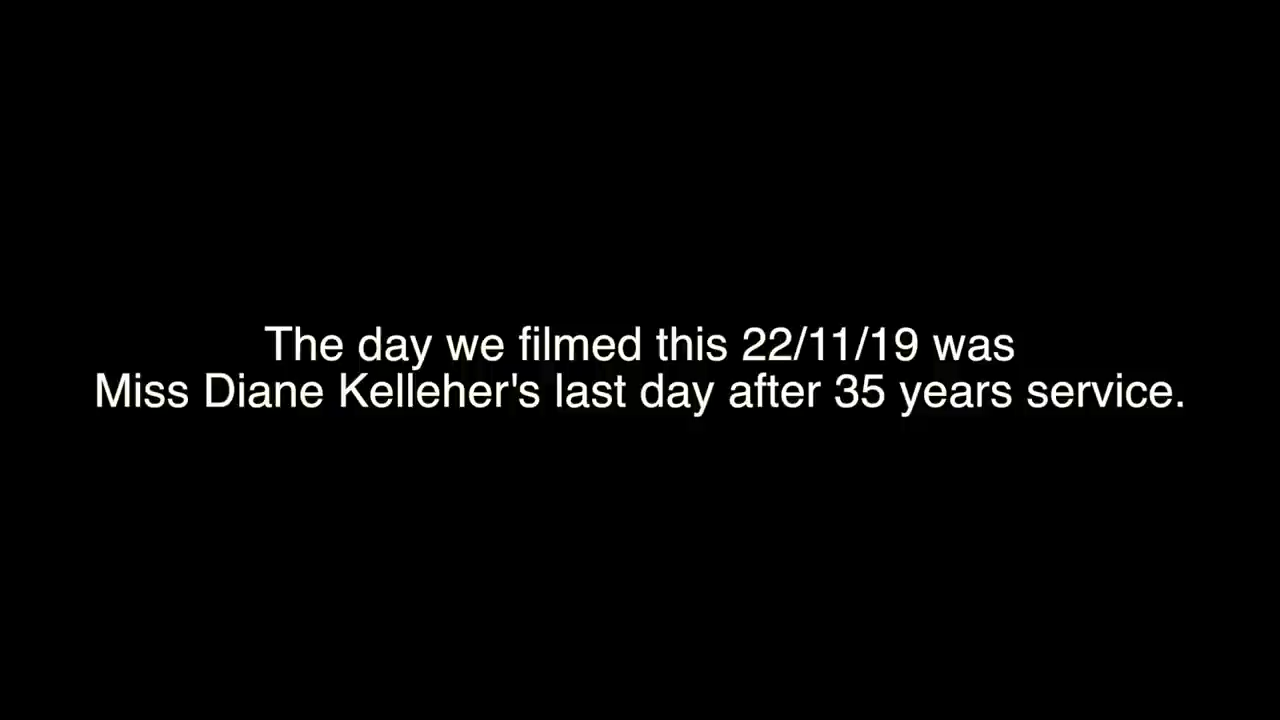 The day we filmed this 22/11/19 was
Miss Diane Kelleher's last day after 35 years service.